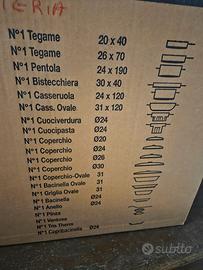 TERIA
N°1 Tegame 20 x 40
N°1 Tegame 26 x 70
N°1 Pentola 24 x 190
N°1 Bistecchiera 30 x 40
N°1 Casseruola 24 x 120
N°1 Cass. Ovale 31 x 120
N°1 Cuociverdura Ø24
N°1 Cuocipasta Ø24
N°1 Coperchio Ø20
N°1 Coperchio Ø24
N°1 Coperchio Ø26
N°1 Coperchio Ø30
N°1 Coperchio-Ovale 31
N°1 Bacinella Ovale 31
N°1 Griglia Ovale 31
N°1 Bacinella Ø24
N°1 Anello Ø24
N°1 Pinza
N°1 Ventosa
N°1 Tris Thermo
N°1 CopriBacinella Ø24
subito